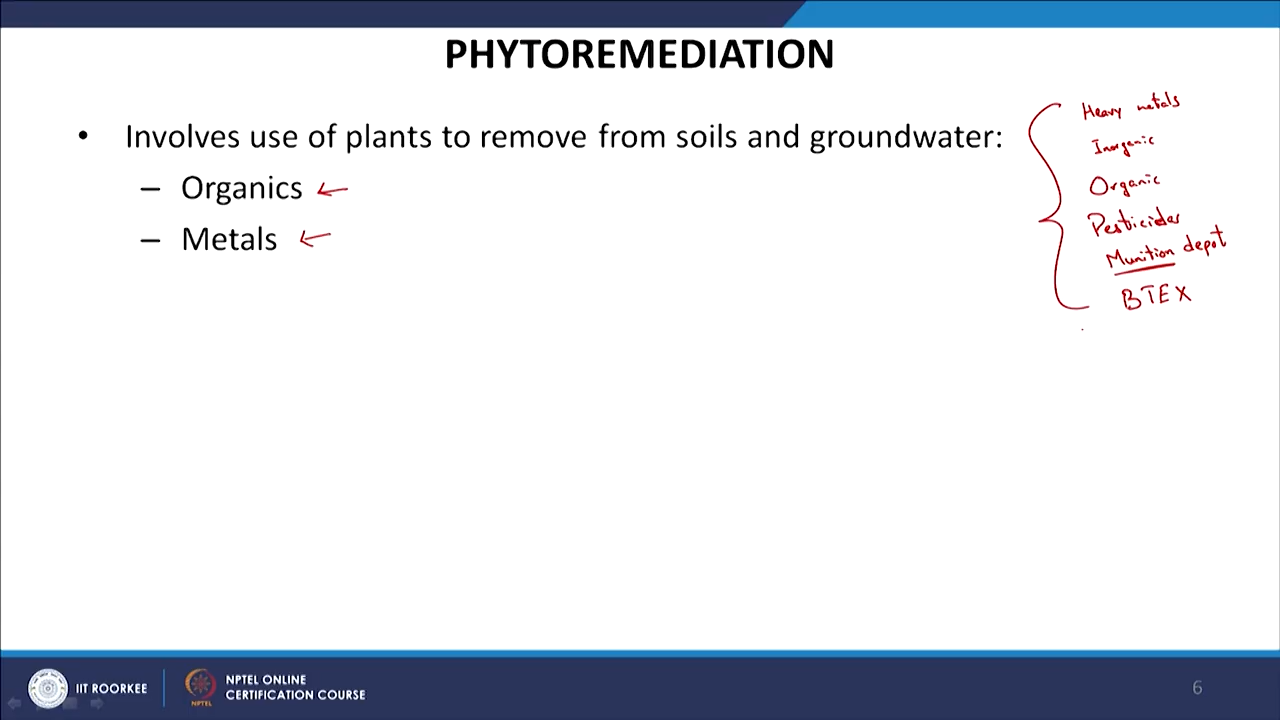 PHYTOREMEDIATION
• Involves use of plants to remove from soils and groundwater:
– Organics
– Metals
Heavy metals
Inorganic
Organic
Pesticides
Munition depot
BTEX
IIT ROORKEE
NPTEL ONLINE
CERTIFICATION COURSE
NPTEL
6